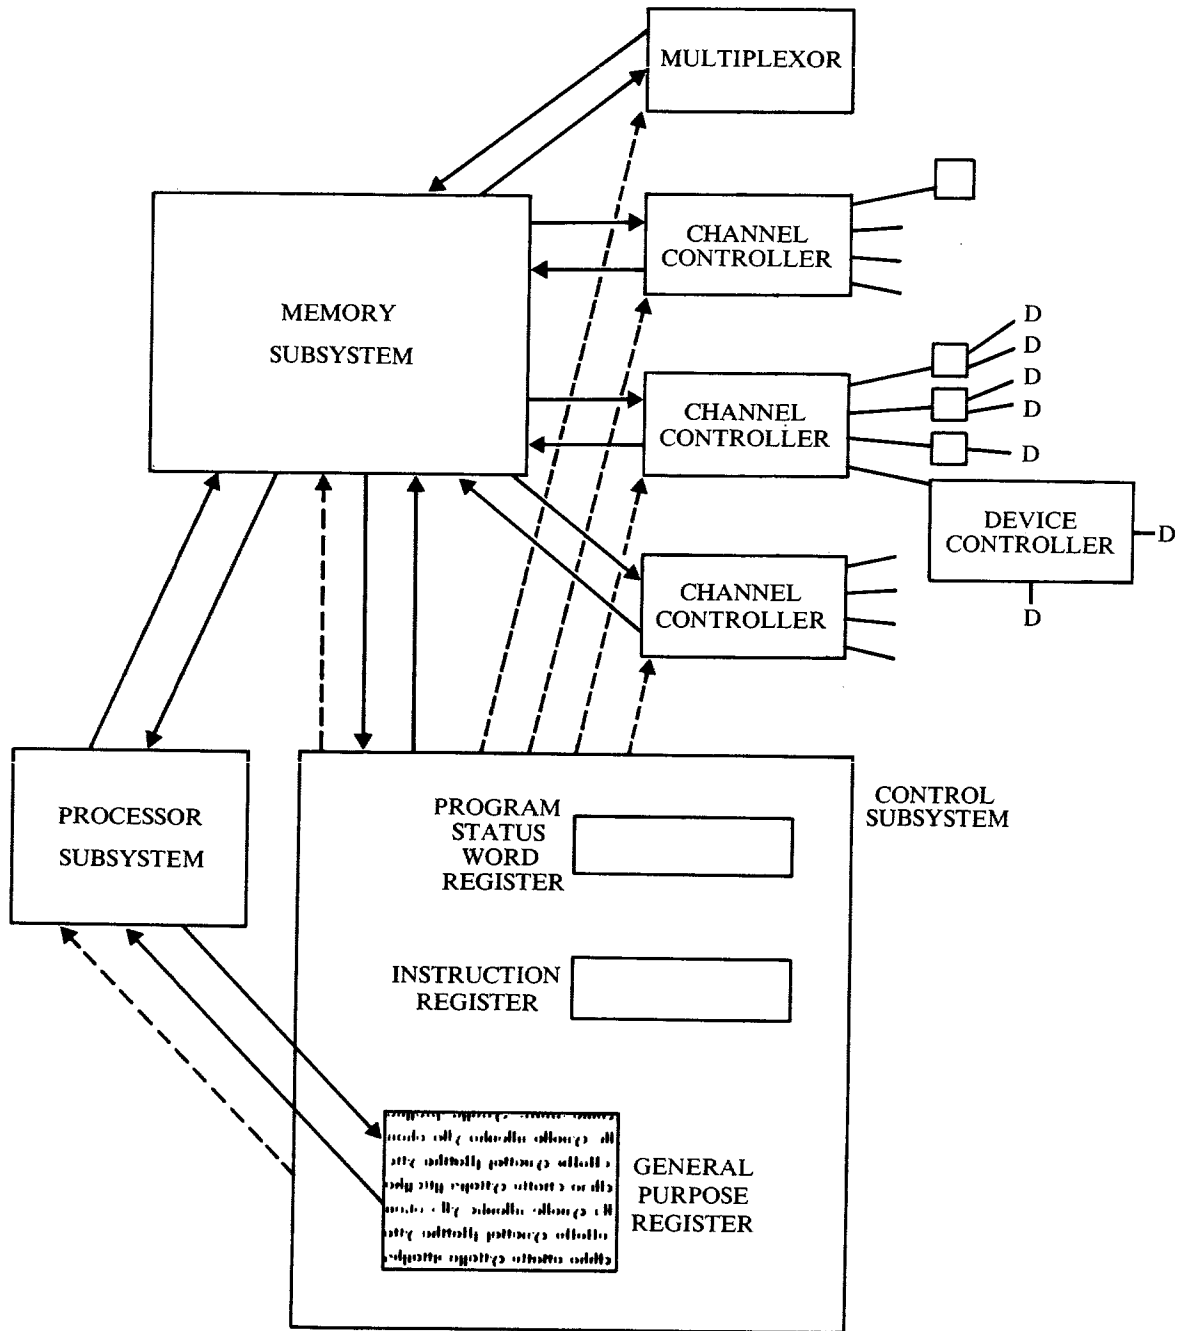 MULTIPLEXOR
CHANNEL
CONTROLLER
MEMORY
SUBSYSTEM
D
D
D
D
D
CHANNEL
CONTROLLER
DEVICE
CONTROLLER
D
D
CHANNEL
CONTROLLER
PROCESSOR
SUBSYSTEM
CONTROL
SUBSYSTEM
PROGRAM
STATUS
WORD
REGISTER
INSTRUCTION
REGISTER
GENERAL
PURPOSE
REGISTER